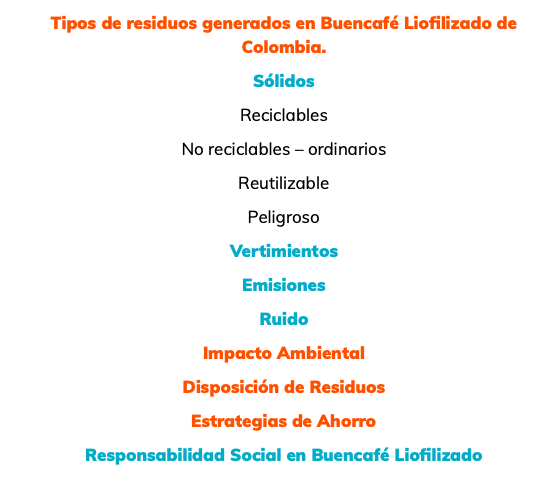 Tipos de residuos generados en Buencafé Liofilizado de
Colombia.
Sólidos
Reciclables
No reciclables – ordinarios
Reutilizable
Peligroso
Vertimientos
Emisiones
Ruido
Impacto Ambiental
Disposición de Residuos
Estrategias de Ahorro
Responsabilidad Social en Buencafé Liofilizado